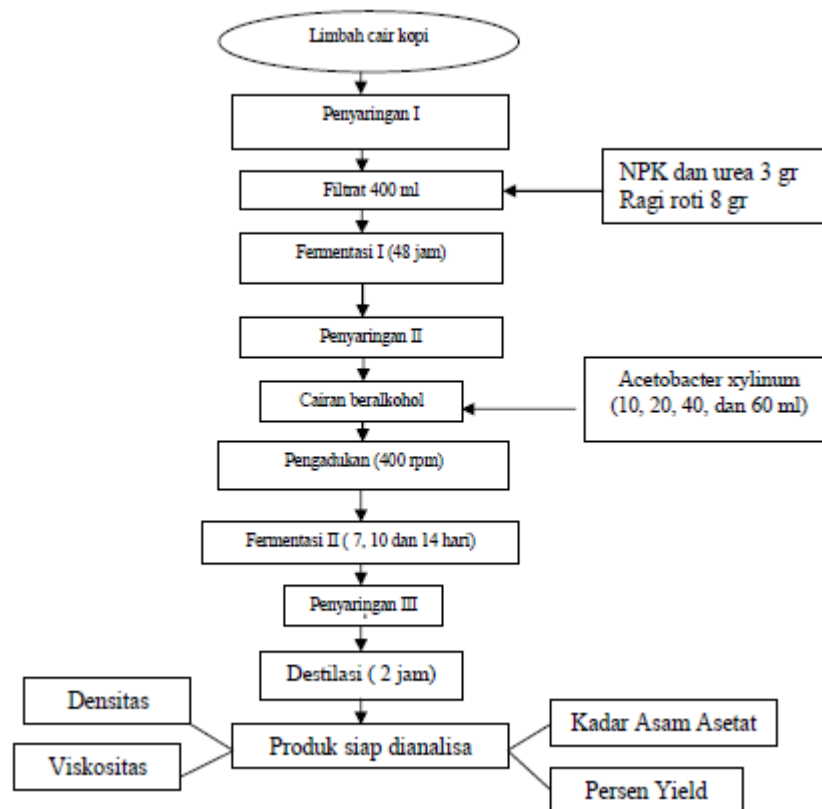 Limbah cair kopi
Penyaringan I
Filtrat 400 ml
NPK dan urea 3 gr
Ragi roti 8 gr
Fermentasi I (48 jam)
Penyaringan II
Cairan beralkohol
Acetobacter xylinum
(10, 20, 40, dan 60 ml)
Pengadukan (400 rpm)
Fermentasi II ( 7, 10 dan 14 hari)
Penyaringan III
Destilasi ( 2 jam)
Densitas
Viskositas
Produk siap dianalisa
Kadar Asam Asetat
Persen Yield